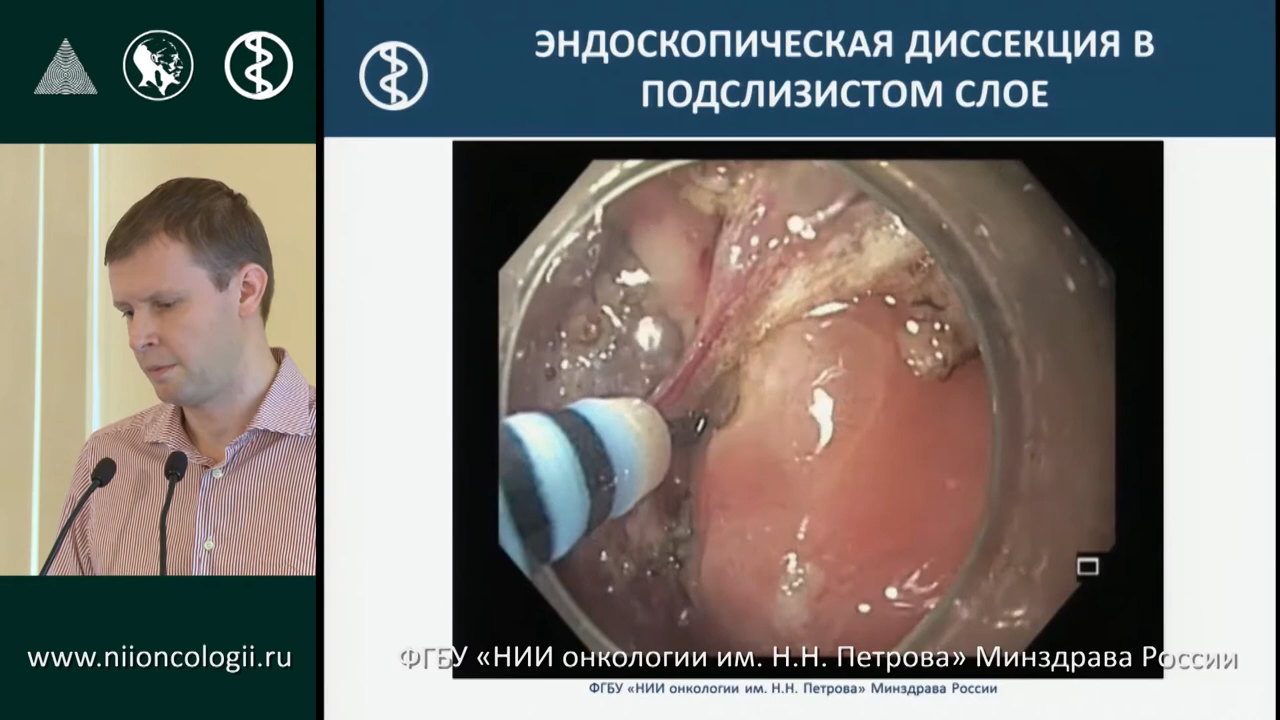 ЭНДОСКОПИЧЕСКАЯ ДИССЕКЦИЯ В
ПОДСЛИЗИСТОМ СЛОЕ
www.niioncologii.ru
ФГБУ «НИИ онкологии им. Н.Н. Петрова» Минздрава России
ФГБУ «НИИ онкологии им. Н.Н. Петрова» Минздрава России